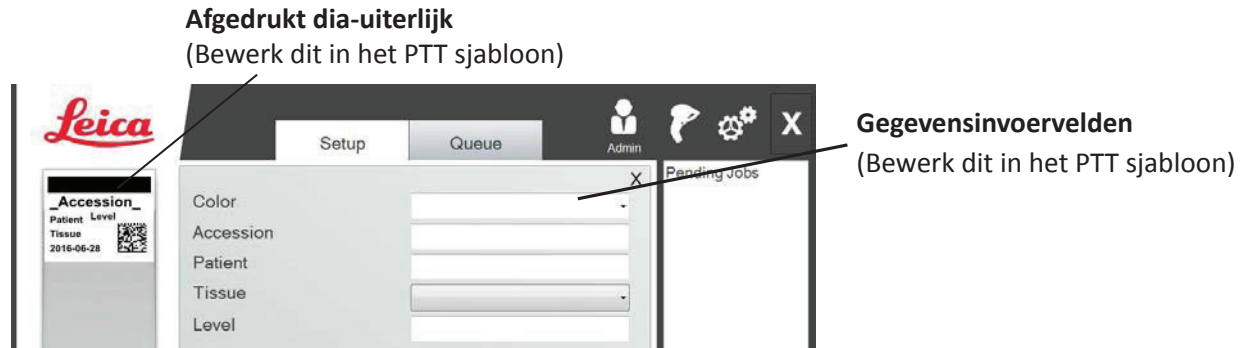 Afgedrukt dia-uiterlijk
(Bewerk dit in het PTT sjabloon)
Leica
Setup
Queue
Admin
X
Gegevensinvoervelden
(Bewerk dit in het PTT sjabloon)
_Accession_
Patient Level
Tissue
2016-06-28
X
Color
Accession
Patient
Tissue
Level
Pending Jobs